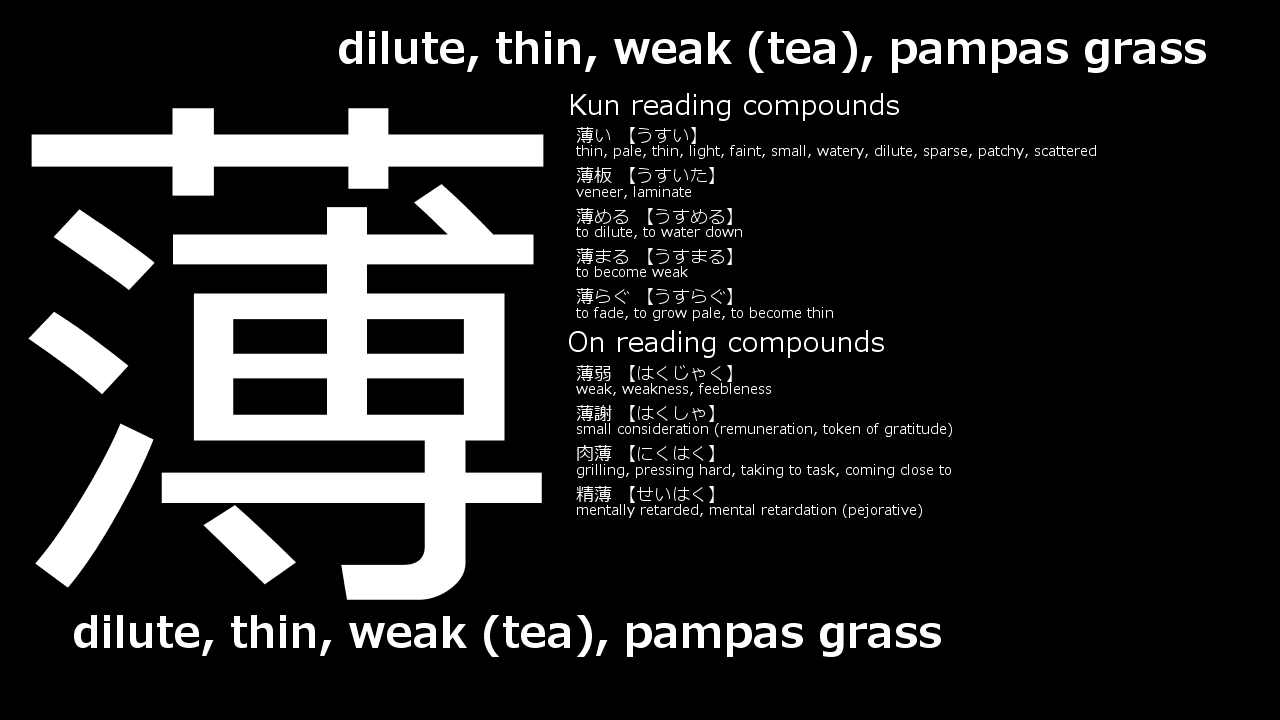 dilute, thin, weak (tea), pampas grass
薄
Kun reading compounds
薄い 【うすい】
thin, pale, thin, light, faint, small, watery, dilute, sparse, patchy, scattered
薄板 【うすいた】
veneer, laminate
薄める 【うすめる】
to dilute, to water down
薄まる 【うすまる】
to become weak
薄らぐ 【うすらぐ】
to fade, to grow pale, to become thin
On reading compounds
薄弱 【はくじゃく】
weak, weakness, feebleness
薄謝 【はくしゃ】
small consideration (remuneration, token of gratitude)
肉薄 【にくはく】
grilling, pressing hard, taking to task, coming close to
精薄 【せいはく】
mentally retarded, mental retardation (pejorative)
dilute, thin, weak (tea), pampas grass